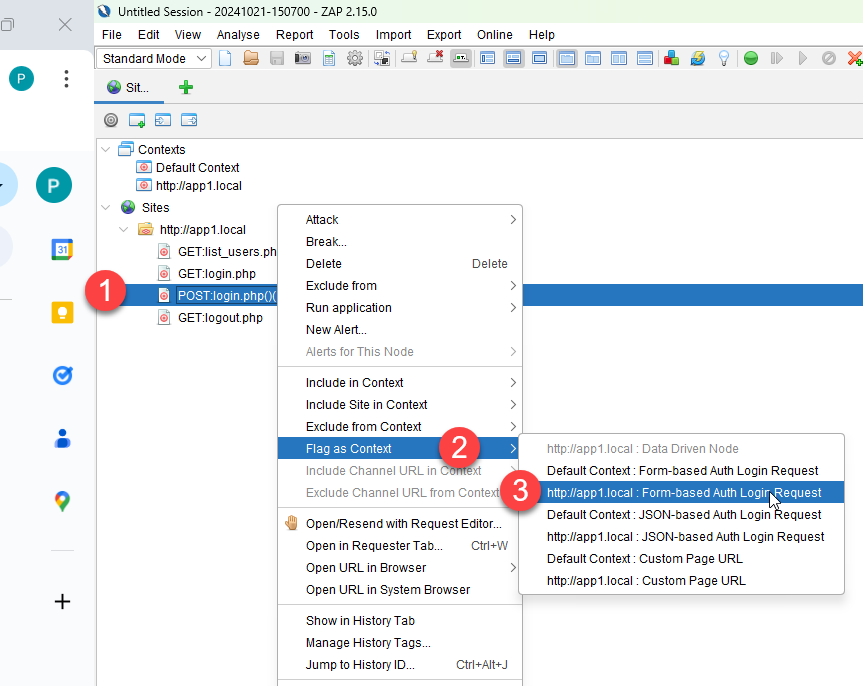 Untitled Session - 20241021-150700 - ZAP 2.15.0
File Edit View Analyse Report Tools Import Export Online Help
Standard Mode
P
Sit...
Contexts
Default Context
http://app1.local
P
Sites
http://app1.local
31
GET:list_users.ph
GET:login.php
1
POST:login.php()(
GET:logout.php
Attack
Break...
Delete Delete
Exclude from
Run application
New Alert...
Alerts for This Node
Include in Context
Include Site in Context
Exclude from Context
Flag as Context
2
Include Channel URL in Context
Exclude Channel URL from Context
Open/Resend with Request Editor...
Open in Requester Tab... Ctrl+W
Open URL in Browser
Open URL in System Browser
Show in History Tab
Manage History Tags...
Jump to History ID... Ctrl+Alt+J
http://app1.local : Data Driven Node
Default Context : Form-based Auth Login Request
3
http://app1.local : Form-based Auth Login Request
Default Context : JSON-based Auth Login Request
http://app1.local : JSON-based Auth Login Request
Default Context : Custom Page URL
http://app1.local : Custom Page URL